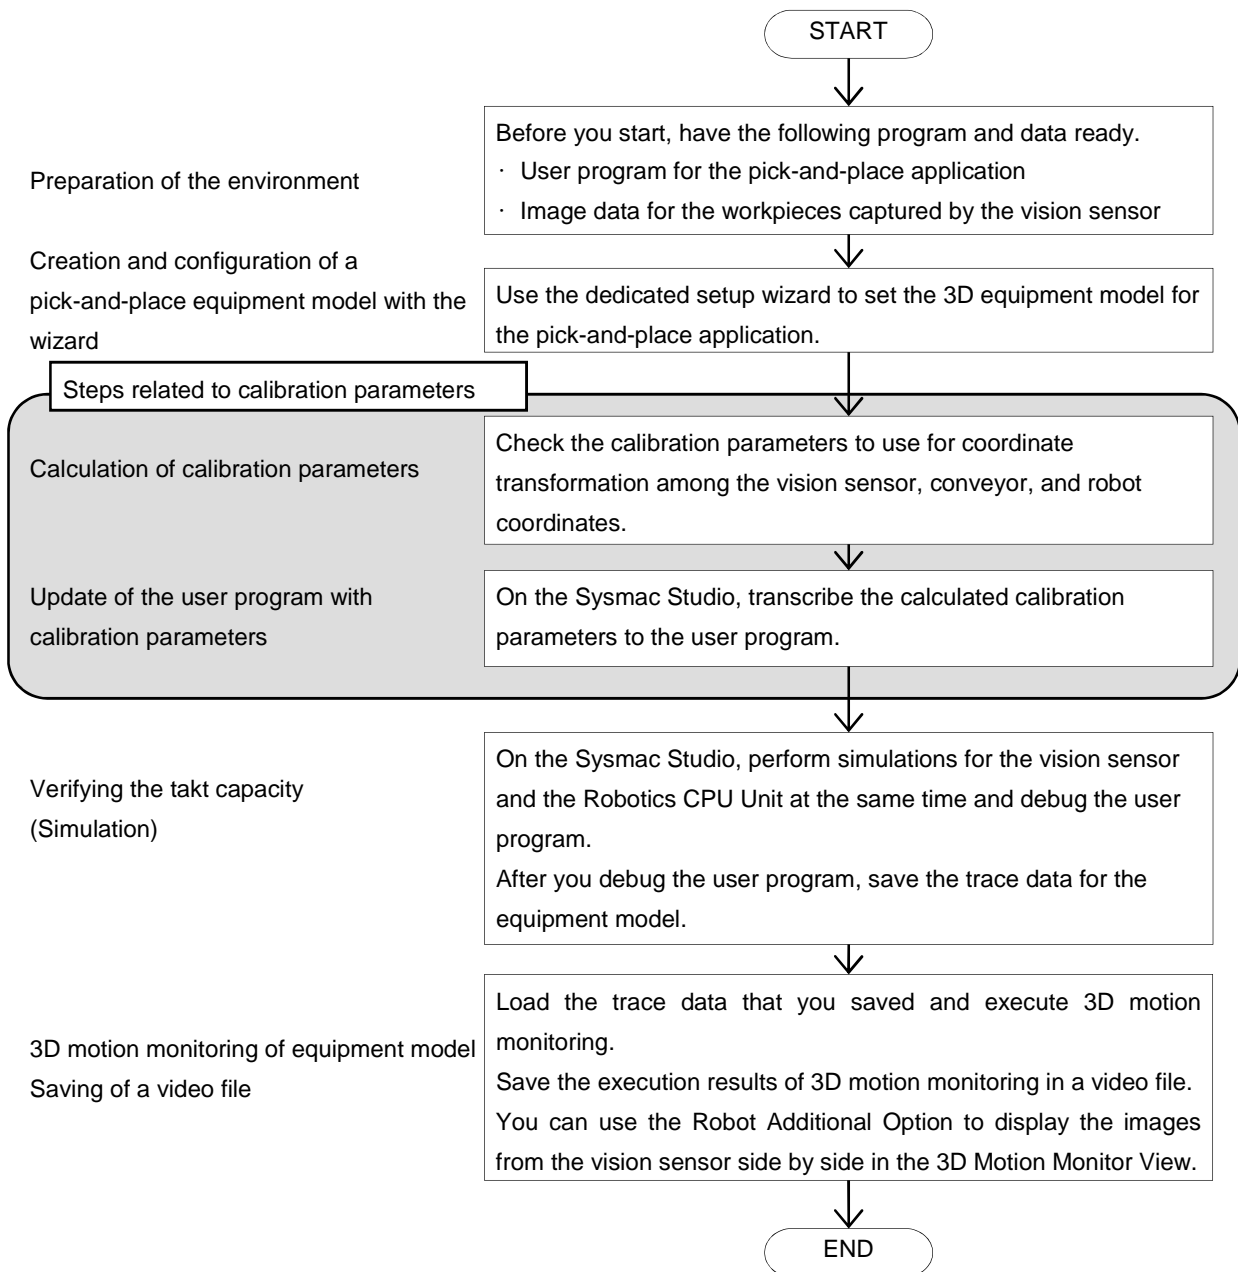 START
Preparation of the environment
Before you start, have the following program and data ready.
· User program for the pick-and-place application
· Image data for the workpieces captured by the vision sensor
Creation and configuration of a
pick-and-place equipment model with the
wizard
Use the dedicated setup wizard to set the 3D equipment model for
the pick-and-place application.
Steps related to calibration parameters
Calculation of calibration parameters
Check the calibration parameters to use for coordinate
transformation among the vision sensor, conveyor, and robot
coordinates.
Update of the user program with
calibration parameters
On the Sysmac Studio, transcribe the calculated calibration
parameters to the user program.
Verifying the takt capacity
(Simulation)
On the Sysmac Studio, perform simulations for the vision sensor
and the Robotics CPU Unit at the same time and debug the user
program.
After you debug the user program, save the trace data for the
equipment model.
3D motion monitoring of equipment model
Saving of a video file
Load the trace data that you saved and execute 3D motion
monitoring.
Save the execution results of 3D motion monitoring in a video file.
You can use the Robot Additional Option to display the images
from the vision sensor side by side in the 3D Motion Monitor View.
END